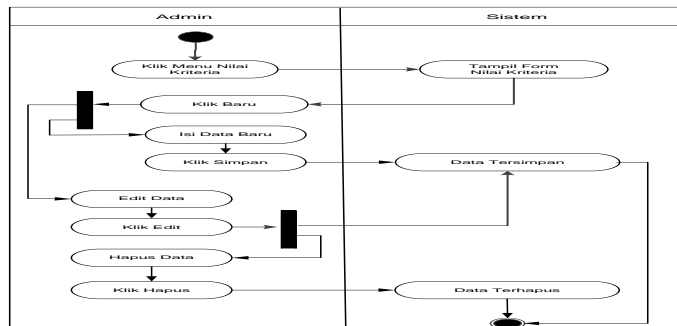 Admin
Sistem
Klik Menu Nilai
Kriteria
Tampil Form
Nilai Kriteria
Klik Baru
Isi Data Baru
Klik Simpan
Data Tersimpan
Edit Data
Klik Edit
Hapus Data
Klik Hapus
Data Terhapus